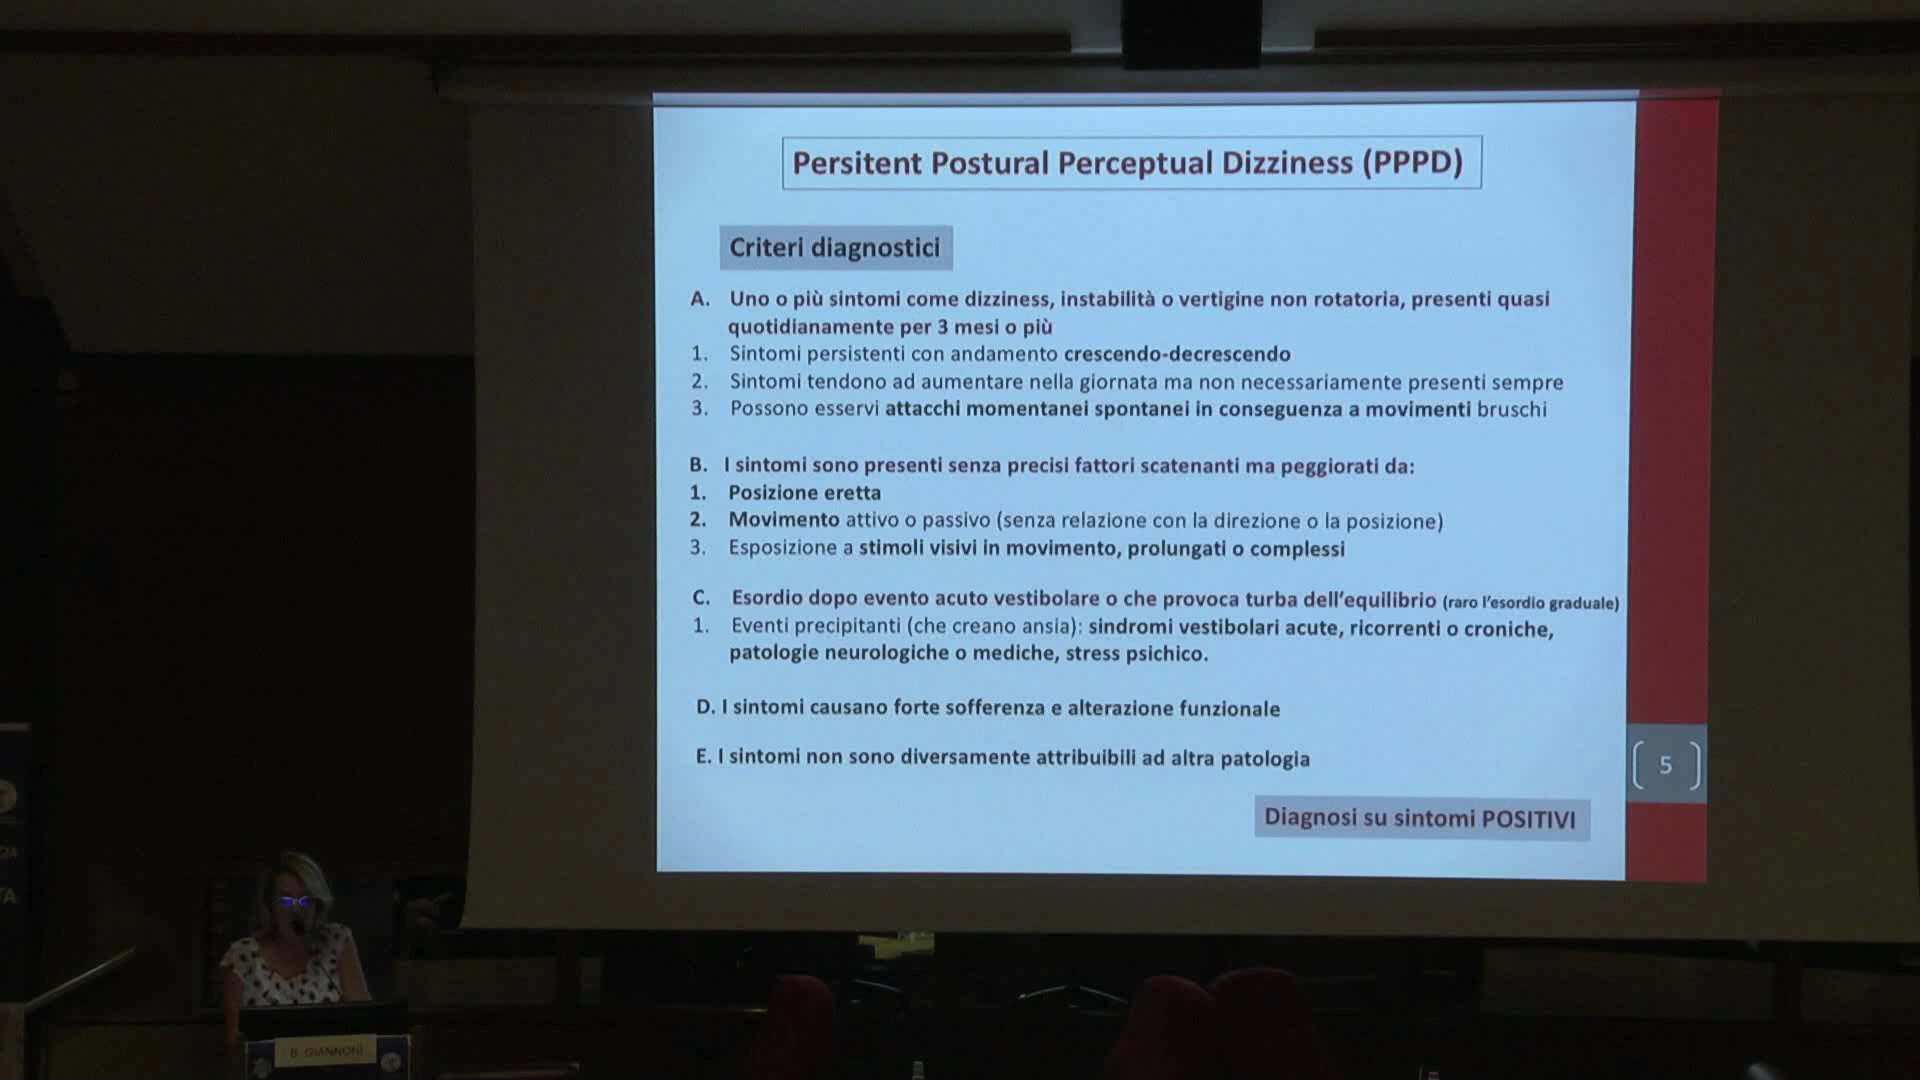 Persitent Postural Perceptual Dizziness (PPPD)
Criteri diagnostici
A. Uno o più sintomi come dizziness, instabilità o vertigine non rotatoria, presenti quasi
quotidianamente per 3 mesi o più
1. Sintomi persistenti con andamento crescendo-decrescendo
2. Sintomi tendono ad aumentare nella giornata ma non necessariamente presenti sempre
3. Possono esservi attacchi momentanei spontanei in conseguenza a movimenti bruschi
B. I sintomi sono presenti senza precisi fattori scatenanti ma peggiorati da:
1. Posizione eretta
2. Movimento attivo o passivo (senza relazione con la direzione o la posizione)
3. Esposizione a stimoli visivi in movimento, prolungati o complessi
C. Esordio dopo evento acuto vestibolare o che provoca turba dell'equilibrio (raro l'esordio graduale)
1. Eventi precipitanti (che creano ansia): sindromi vestibolari acute, ricorrenti o croniche,
patologie neurologiche o mediche, stress psichico.
D. I sintomi causano forte sofferenza e alterazione funzionale
E. I sintomi non sono diversamente attribuibili ad altra patologia
5
Diagnosi su sintomi POSITIVI
B. GIANNONI